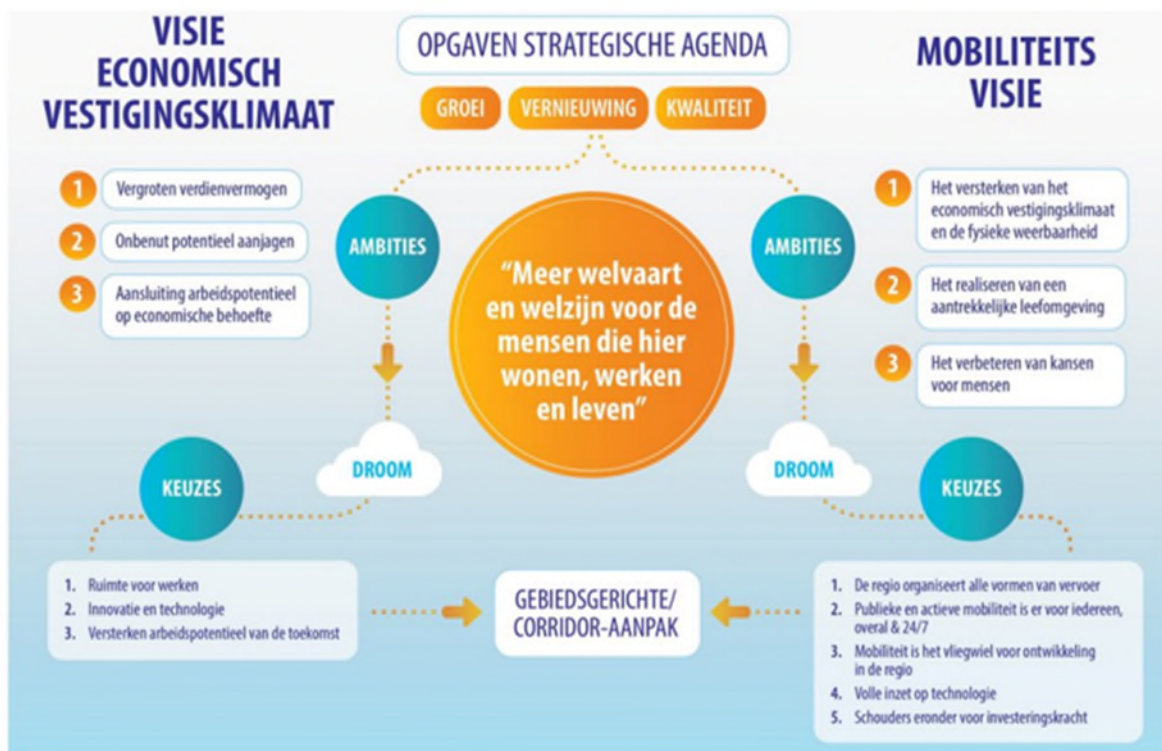 VISIE
ECONOMISCH
VESTIGINGSKLIMAAT
1 Vergroten verdienvermogen
2 Onbenut potentieel aanjagen
3 Aansluiting arbeidspotentieel
op economische behoefte
OPGAVEN STRATEGISCHE AGENDA
GROEI VERNIEUWING KWALITEIT
MOBILITEITS
VISIE
1 Het versterken van het
economisch vestigingsklimaat
en de fysieke weerbaarheid
2 Het realiseren van een
aantrekkelijke leefomgeving
3 Het verbeteren van kansen
voor mensen
AMBITIES
"Meer welvaart
en welzijn voor de
mensen die hier
wonen, werken
en leven"
AMBITIES
DROOM
DROOM
KEUZES
1. Ruimte voor werken
2. Innovatie en technologie
3. Versterken arbeidspotentieel van de toekomst
GEBIEDSGERICHTE/
CORRIDOR-AANPAK
KEUZES
1. De regio organiseert alle vormen van vervoer
2. Publieke en actieve mobiliteit is er voor iedereen,
overal & 24/7
3. Mobiliteit is het vliegwiel voor ontwikkeling
in de regio
4. Volle inzet op technologie
5. Schouders eronder voor investeringskracht